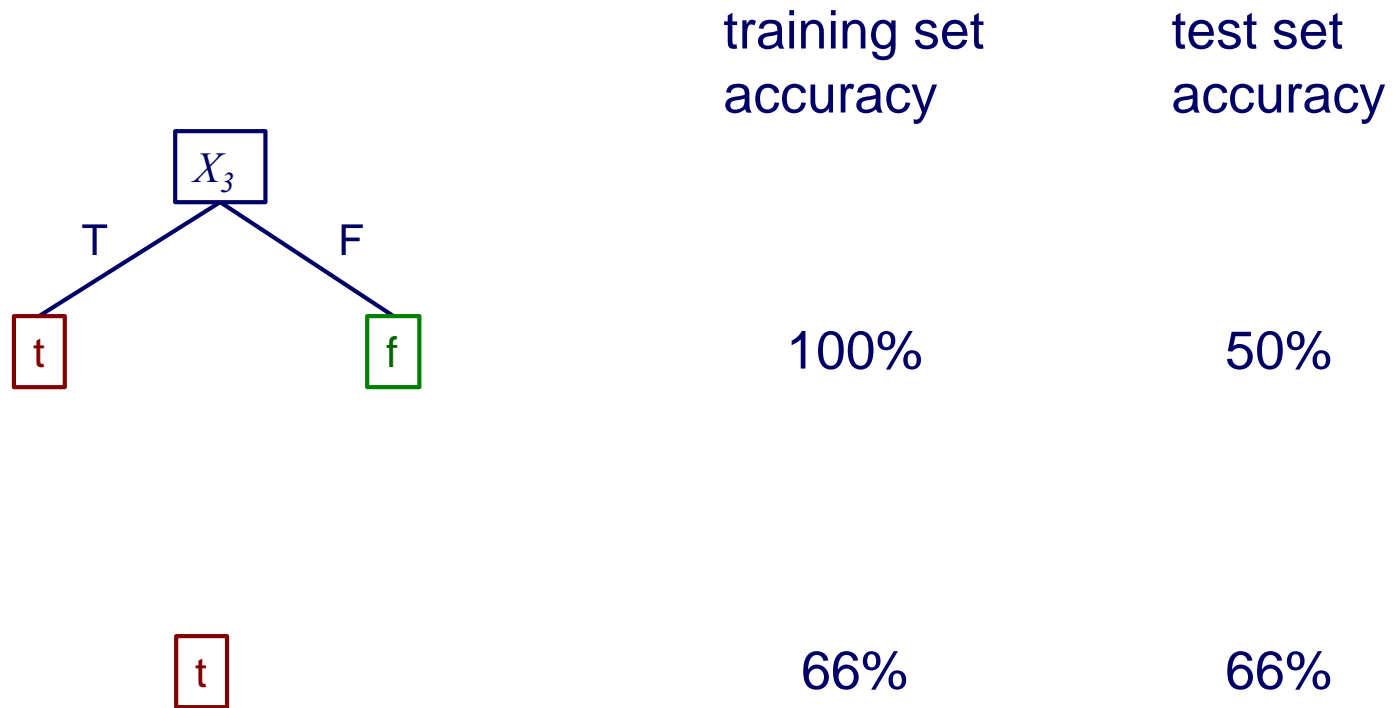 training set
accuracy
test set
accuracy
X3
T
F
t
f
100%
50%
t
66%
66%